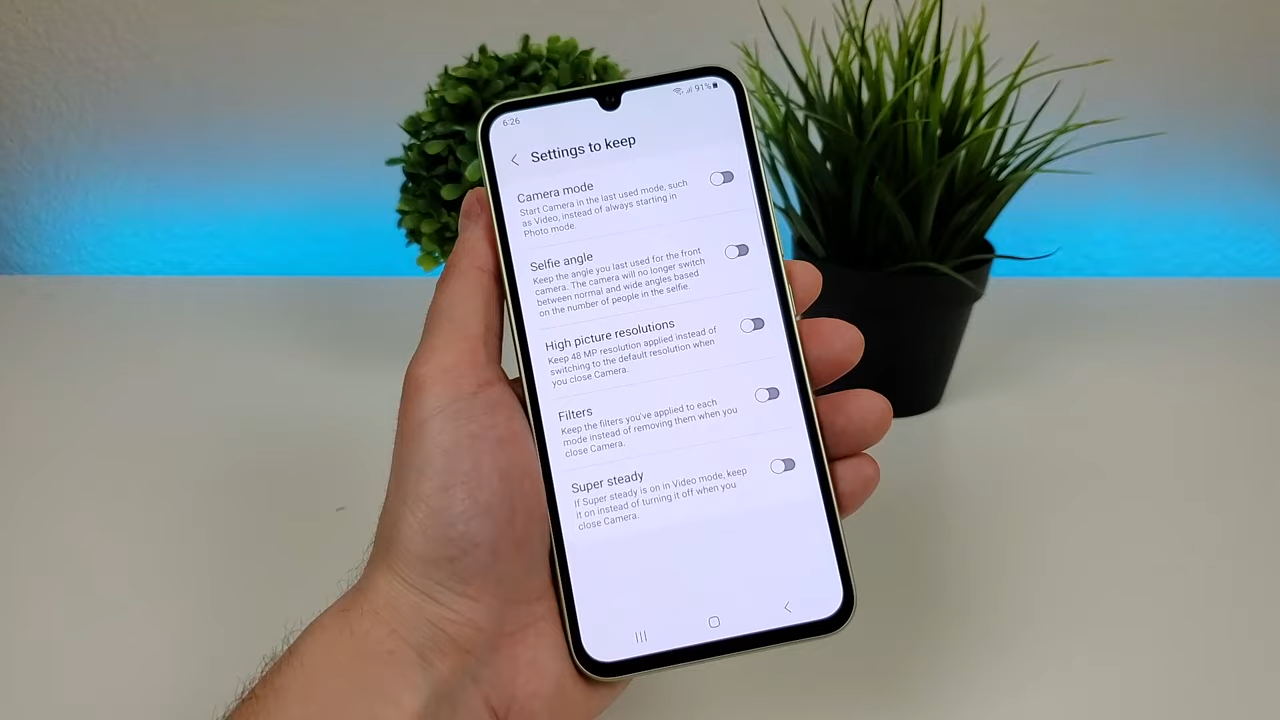 6:26
91%
Settings to keep
Camera mode
Start Camera in the last used mode, such
as Video, instead of always starting in
Photo mode.
Selfie angle
Keep the angle you last used for the front
camera. The camera will no longer switch
between normal and wide angles based
on the number of people in the selfie.
High picture resolutions
Keep 48 MP resolution applied instead of
switching to the default resolution when
you close Camera.
Filters
Keep the filters you've applied to each
mode instead of removing them when you
close Camera.
Super steady
If Super steady is on in Video mode, keep
it on instead of turning it off when you
close Camera.